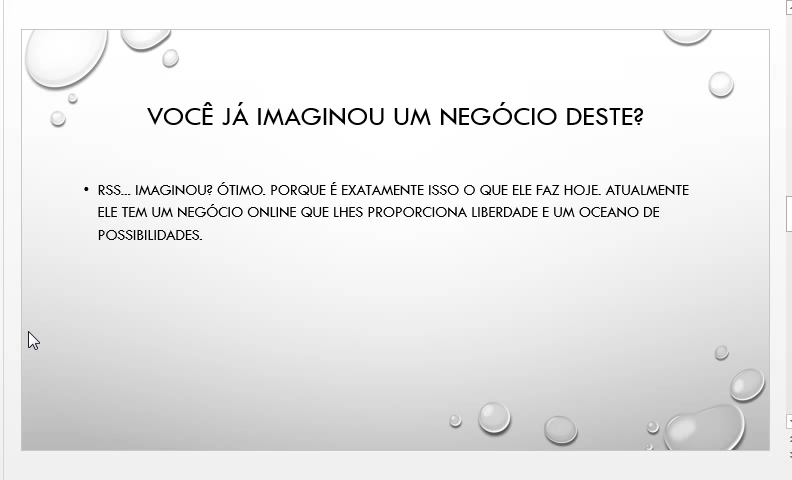 VOCÊ JÁ IMAGINOU UM NEGÓCIO DESTE?
• RSS... IMAGINOU? ÓTIMO. PORQUE É EXATAMENTE ISSO O QUE ELE FAZ HOJE. ATUALMENTE
ELE TEM UM NEGÓCIO ONLINE QUE LHES PROPORCIONA LIBERDADE E UM OCEANO DE
POSSIBILIDADES.